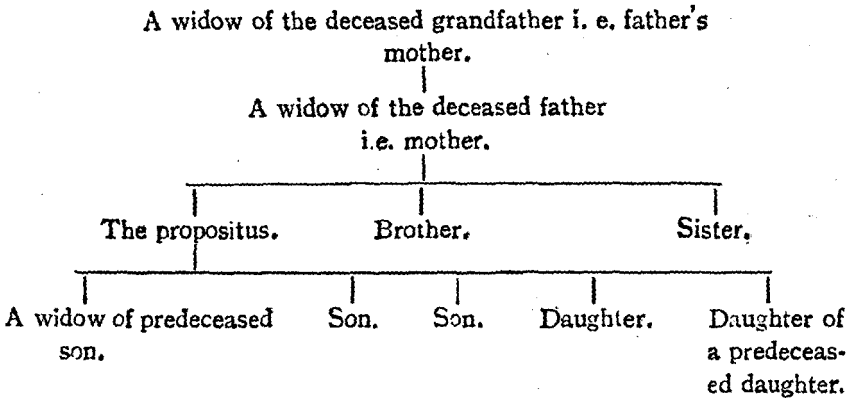 A widow of the deceased grandfather i. e. father's
mother.
A widow of the deceased father
i.e. mother.
The propositus. Brother. Sister.
A widow of predeceased Son. Son. Daughter. Daughter of
son. a predeceas-
ed daughter.